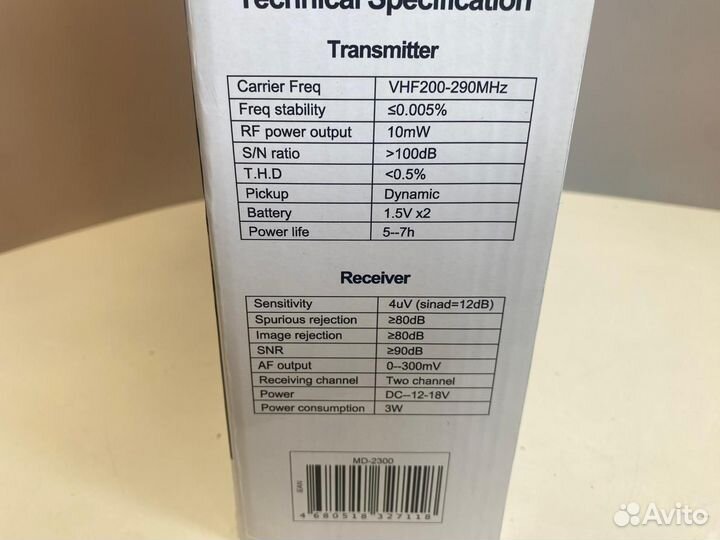 Technical Specification
Transmitter
Carrier Freq VHF200-290MHz
Freq stability ≤0.005%
RF power output 10mW
S/N ratio >100dB
T.H.D <0.5%
Pickup Dynamic
Battery 1.5V x2
Power life 5--7h
Receiver
Sensitivity 4uV (sinad=12dB)
Spurious rejection ≥80dB
Image rejection ≥80dB
SNR ≥90dB
AF output 0--300mV
Receiving channel Two channel
Power DC--12-18V
Power consumption 3W
MD-2300
4 680518 327118
Avito